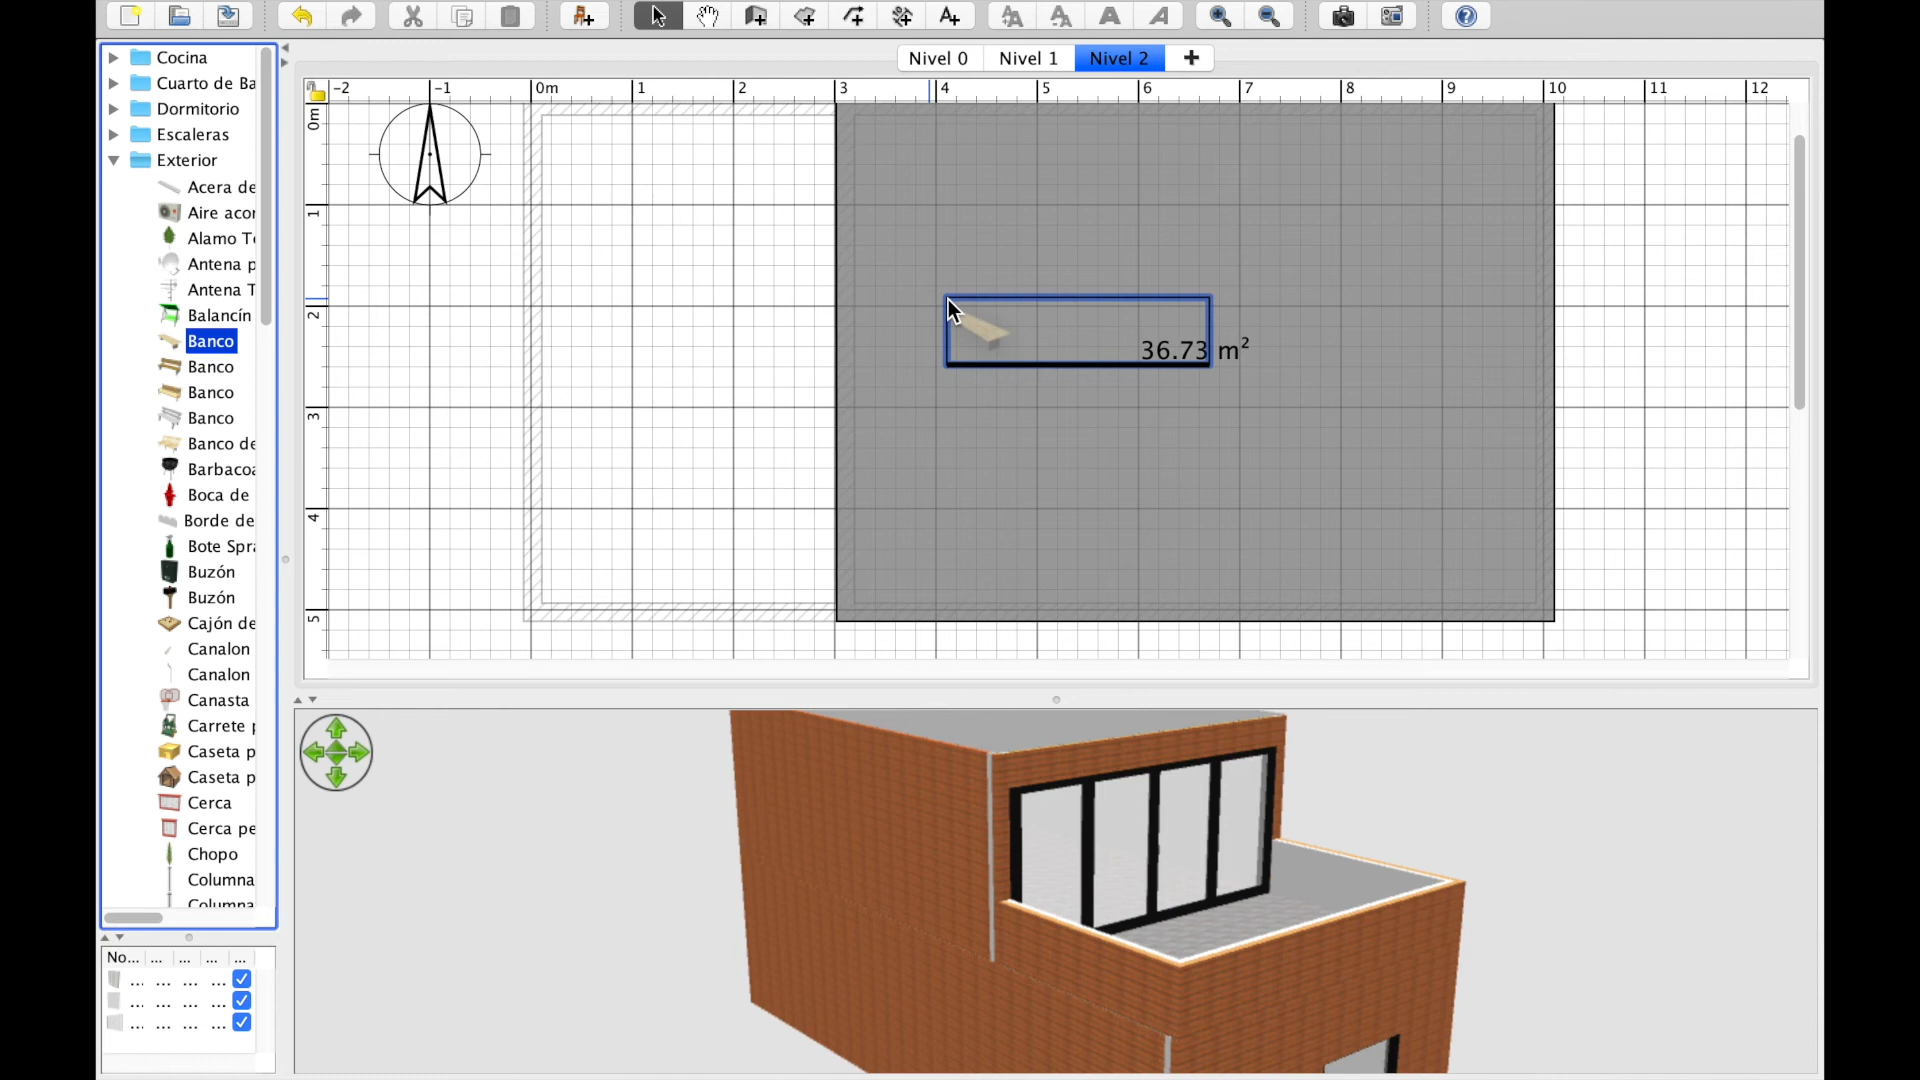 Nivel 0 Nivel 1 Nivel 2
-2 -1 0m 1 2 3 4 5 6 7 8 9 10 11 12
0m
1
2
3
4
5
36.73 m²
Cocina
Cuarto de Ba
Dormitorio
Escaleras
Exterior
Acera de
Aire acor
Alamo Te
Antena p
Antena T
Balancín
Banco
Banco
Banco
Banco
Banco de
Barbacoa
Boca de
Borde de
Bote Spra
Buzón
Buzón
Cajón de
Canalon
Canalon
Canasta
Carrete p
Caseta p
Caseta p
Cerca
Cerca pe
Chopo
Columna
Columna
No... ... ... ... ...
... ... ... ...
... ... ... ...
... ... ... ...